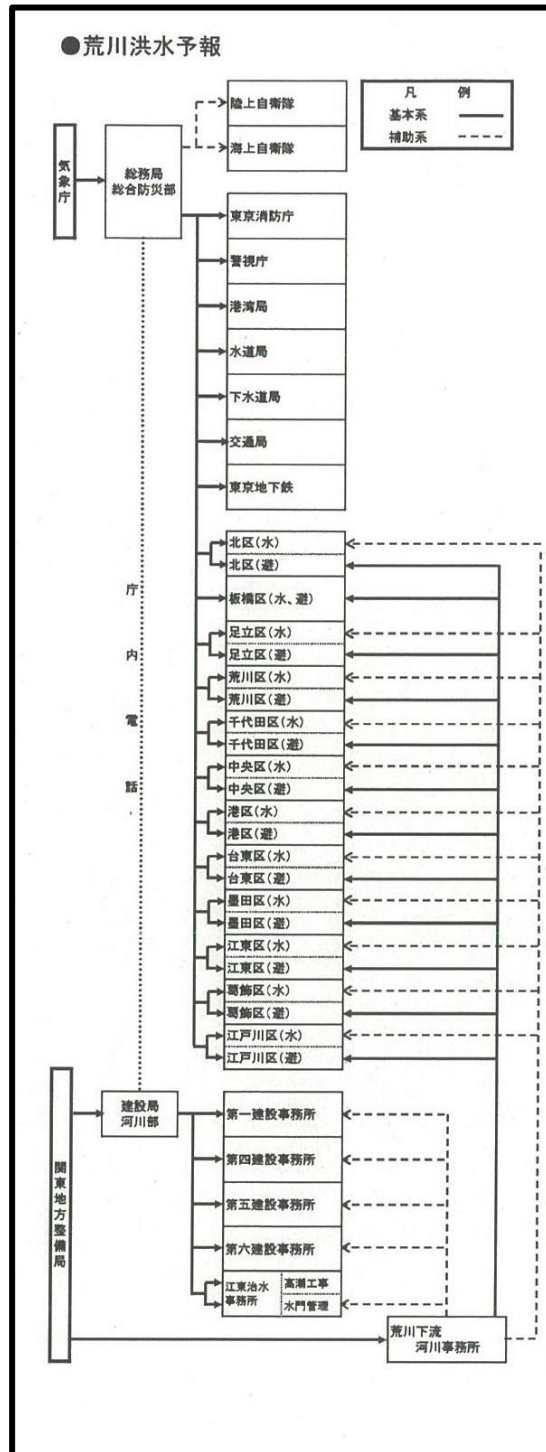 ●荒川洪水予報
凡 例
基本系
補助系
気象庁
総務局
総合防災部
陸上自衛隊
海上自衛隊
東京消防庁
警視庁
港湾局
水道局
下水道局
交通局
東京地下鉄
北区(水)
北区(避)
板橋区(水、避)
足立区(水)
足立区(避)
荒川区(水)
荒川区(避)
千代田区(水)
千代田区(避)
中央区(水)
中央区(避)
港区(水)
港区(避)
台東区(水)
台東区(避)
墨田区(水)
墨田区(避)
江東区(水)
江東区(避)
葛飾区(水)
葛飾区(避)
江戸川区(水)
江戸川区(避)
庁内電話
関東地方整備局
建設局
河川部
第一建設事務所
第四建設事務所
第五建設事務所
第六建設事務所
江東治水
事務所
高潮工事
水門管理
荒川下流
河川事務所